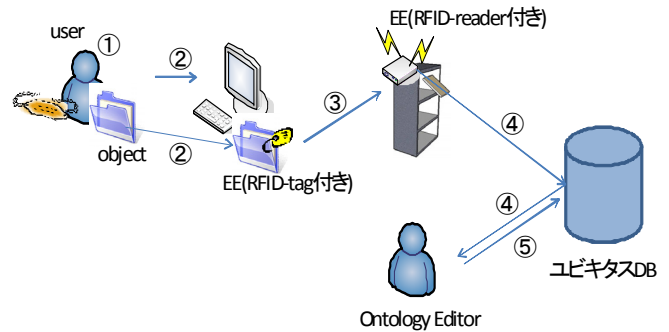 EE(RFID-reader付き)
user
①
②
③
④
object
②
EE(RFID-tag付き)
④
⑤
ユビキタスDB
Ontology Editor